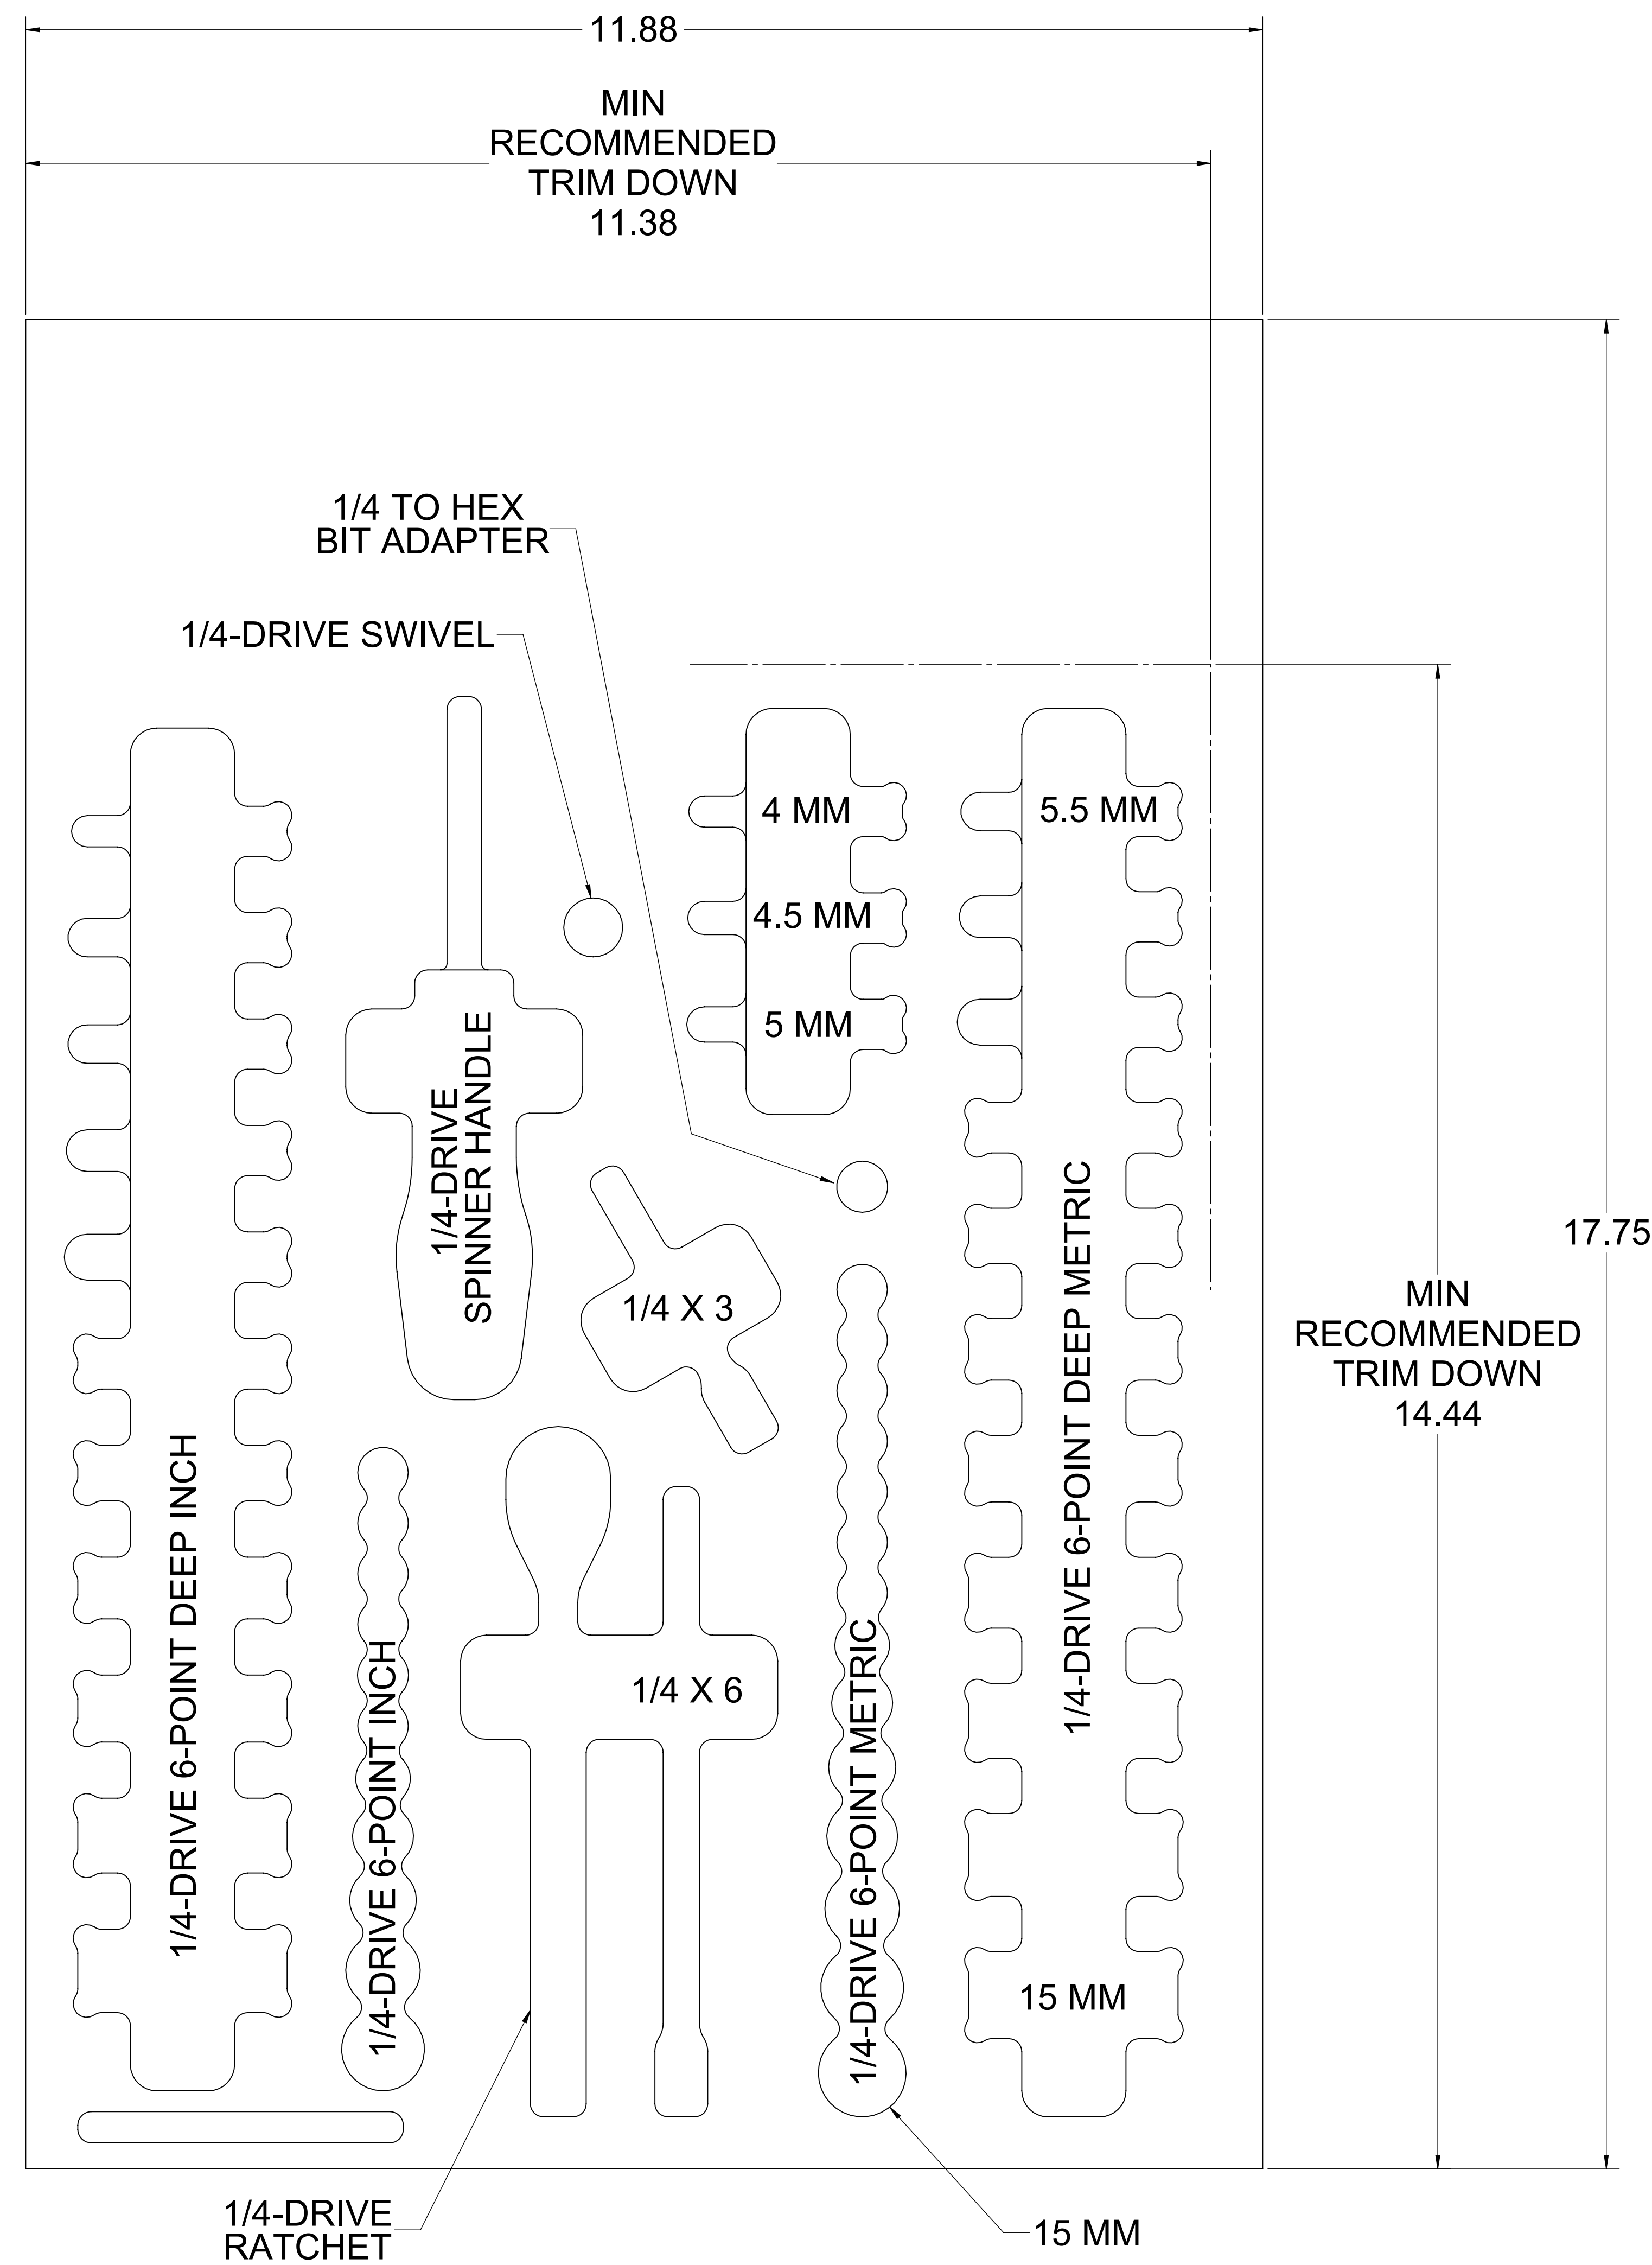 11.88
MIN
RECOMMENDED
TRIM DOWN
11.38
1/4 TO HEX
BIT ADAPTER
1/4-DRIVE SWIVEL
4 MM
5.5 MM
4.5 MM
5 MM
1/4-DRIVE
SPINNER HANDLE
1/4 X 3
17.75
MIN
RECOMMENDED
TRIM DOWN
14.44
1/4-DRIVE 6-POINT DEEP INCH
1/4-DRIVE 6-POINT INCH
1/4 X 6
1/4-DRIVE 6-POINT METRIC
1/4-DRIVE 6-POINT DEEP METRIC
15 MM
1/4-DRIVE
RATCHET
15 MM